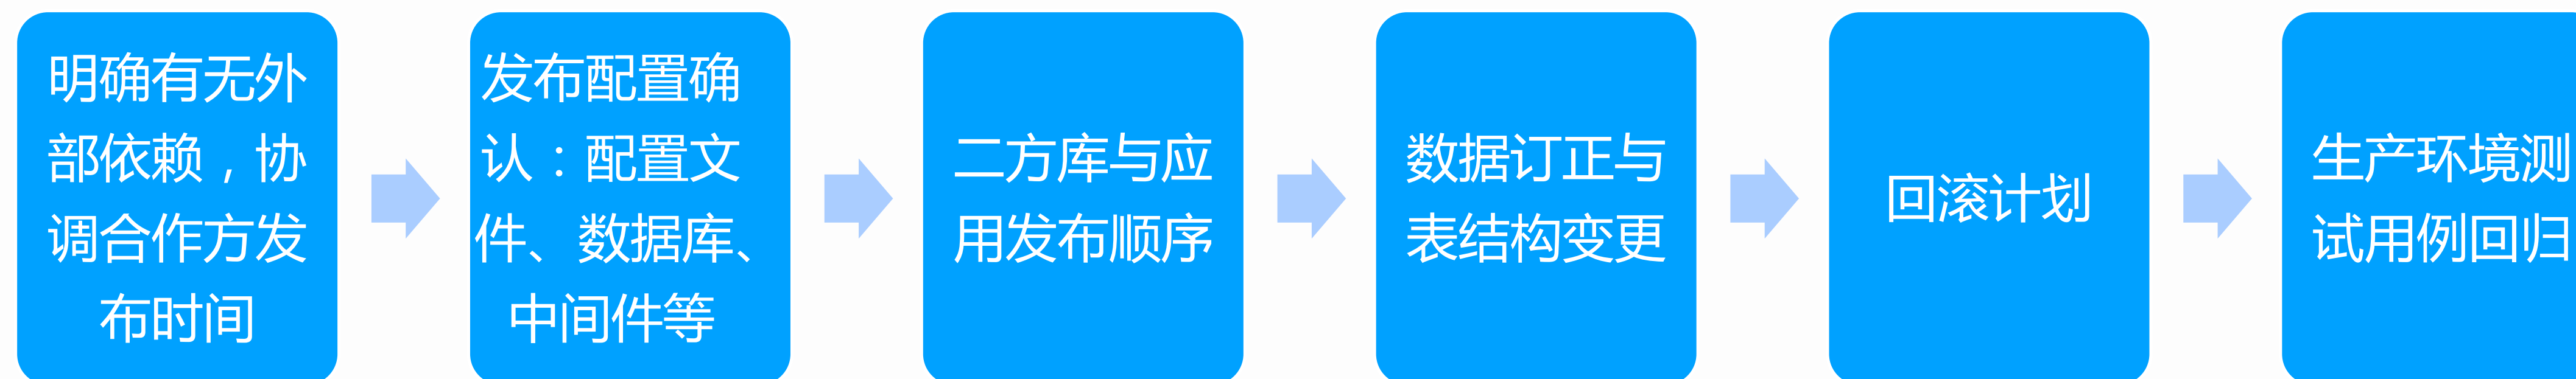 明确有无外
部依赖，协
调合作方发
布时间
发布配置确
认：配置文
件、数据库、
中间件等
二方库与应
用发布顺序
数据订正与
表结构变更
回滚计划
生产环境测
试用例回归